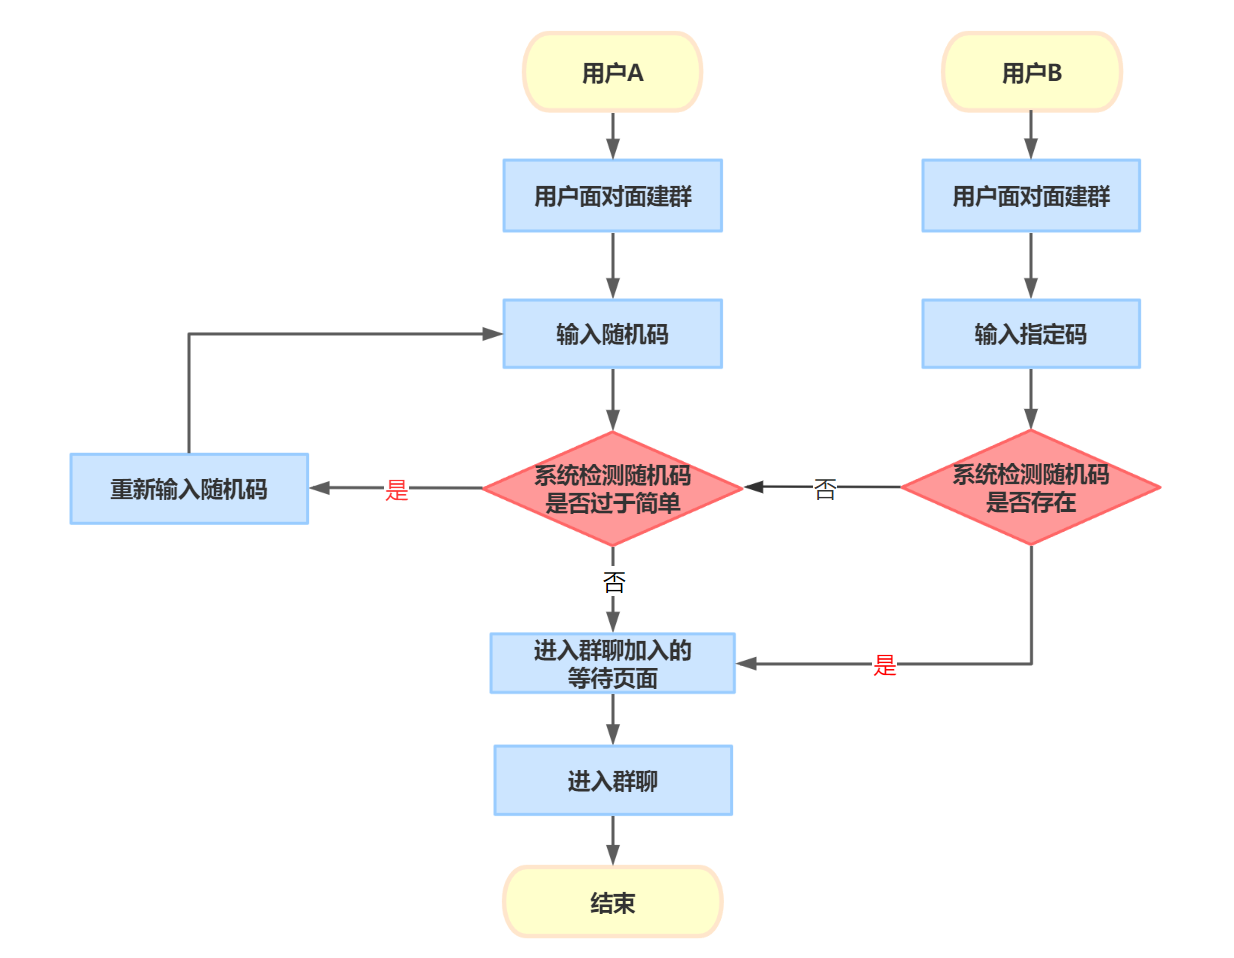 用户A
用户B
用户面对面建群
用户面对面建群
输入随机码
输入指定码
重新输入随机码
是
系统检测随机码
是否过于简单
否
系统检测随机码
是否存在
否
进入群聊加入的
等待页面
是
进入群聊
结束